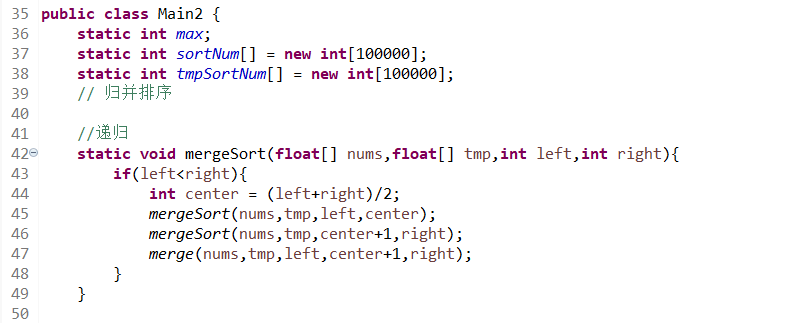 35 public class Main2 {
36     static int max;
37     static int sortNum[] = new int[100000];
38     static int tmpSortNum[] = new int[100000];
39     // 归并排序
40
41     //递归
42     static void mergeSort(float[] nums,float[] tmp,int left,int right){
43         if(left<right){
44             int center = (left+right)/2;
45             mergeSort(nums,tmp,left,center);
46             mergeSort(nums,tmp,center+1,right);
47             merge(nums,tmp,left,center+1,right);
48         }
49     }
50